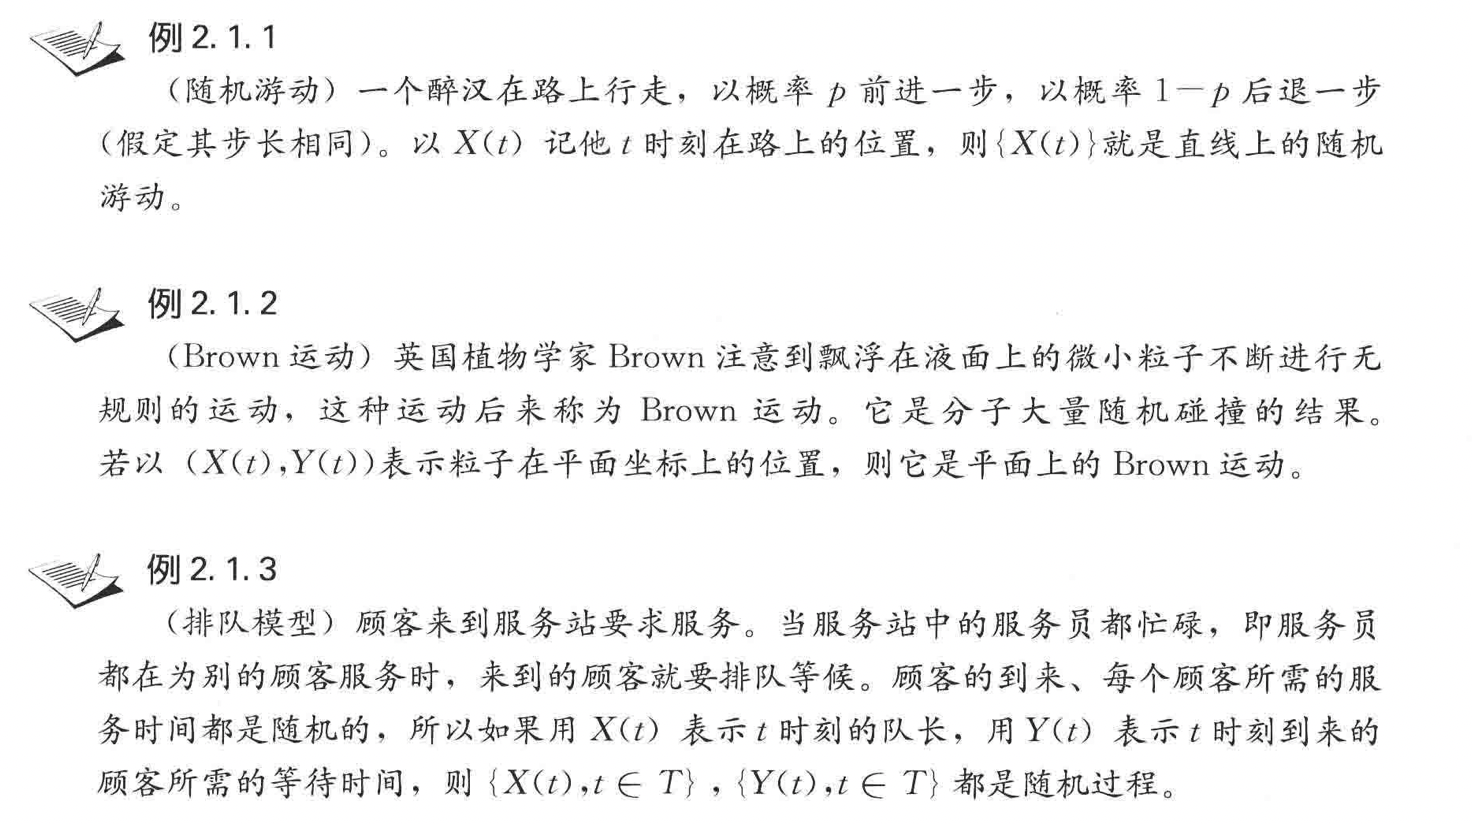 例2.1.1
（随机游动）一个醉汉在路上行走，以概率 p 前进一步，以概率 1－p 后退一步
(假定其步长相同)。以 X(t) 记他 t 时刻在路上的位置，则{X(t)}就是直线上的随机
游动。
例2.1.2
（Brown 运动）英国植物学家 Brown 注意到飘浮在液面上的微小粒子不断进行无
规则的运动，这种运动后来称为 Brown 运动。它是分子大量随机碰撞的结果。
若以 (X(t),Y(t))表示粒子在平面坐标上的位置，则它是平面上的 Brown 运动。
例2.1.3
（排队模型）顾客来到服务站要求服务。当服务站中的服务员都忙碌，即服务员
都在为别的顾客服务时，来到的顾客就要排队等候。顾客的到来、每个顾客所需的服
务时间都是随机的，所以如果用 X(t) 表示 t 时刻的队长，用 Y(t) 表示 t 时刻到来的
顾客所需的等待时间，则 {X(t),t ∈ T}，{Y(t),t ∈ T} 都是随机过程。